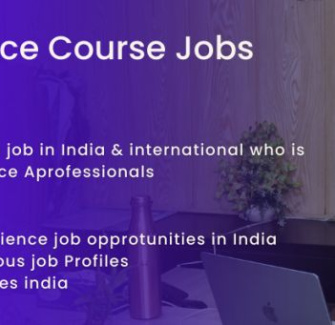 ce Course Jobs
job in India & international who is
ce Aprofessionals
ience job opprotunities in India
ous job Profiles
es india